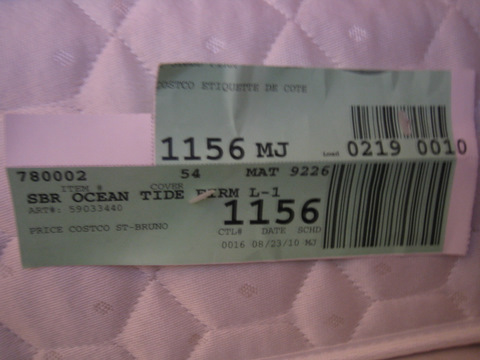 COSTCO ETIQUETTE DE COTE
1156 MJ Load 0219 0010
780002 54 MAT 9226
ITEM # COVER
SBR OCEAN TIDE FIRM L-1
ART#: 59033440
1156
PRICE COSTCO ST-BRUNO
CTL# DATE SCHD
0016 08/23/10 MJ